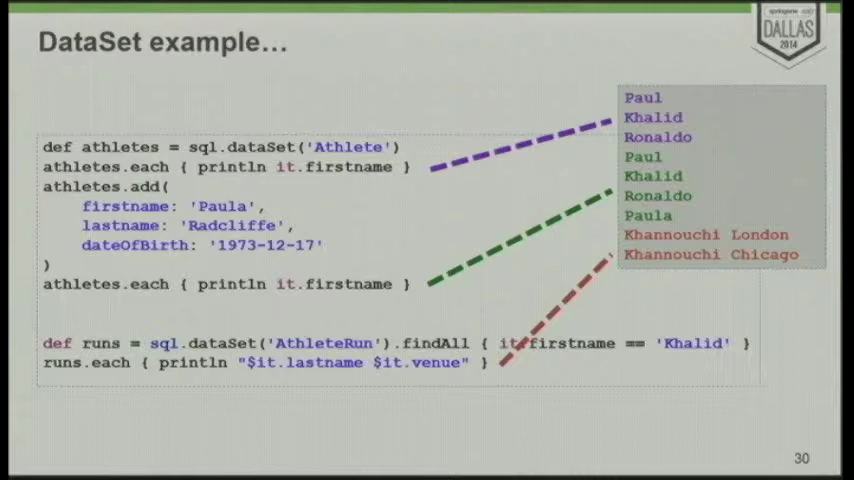 DataSet example…
DALLAS
2014
def athletes = sql.dataSet('Athlete')
athletes.each { println it.firstname }
athletes.add(
    firstname: 'Paula',
    lastname: 'Radcliffe',
    dateOfBirth: '1973-12-17'
)
athletes.each { println it.firstname }
def runs = sql.dataSet('AthleteRun').findAll { it.firstname == 'Khalid' }
runs.each { println "$it.lastname $it.venue" }
Paul
Khalid
Ronaldo
Paul
Khalid
Ronaldo
Paula
Khannouchi London
Khannouchi Chicago
30